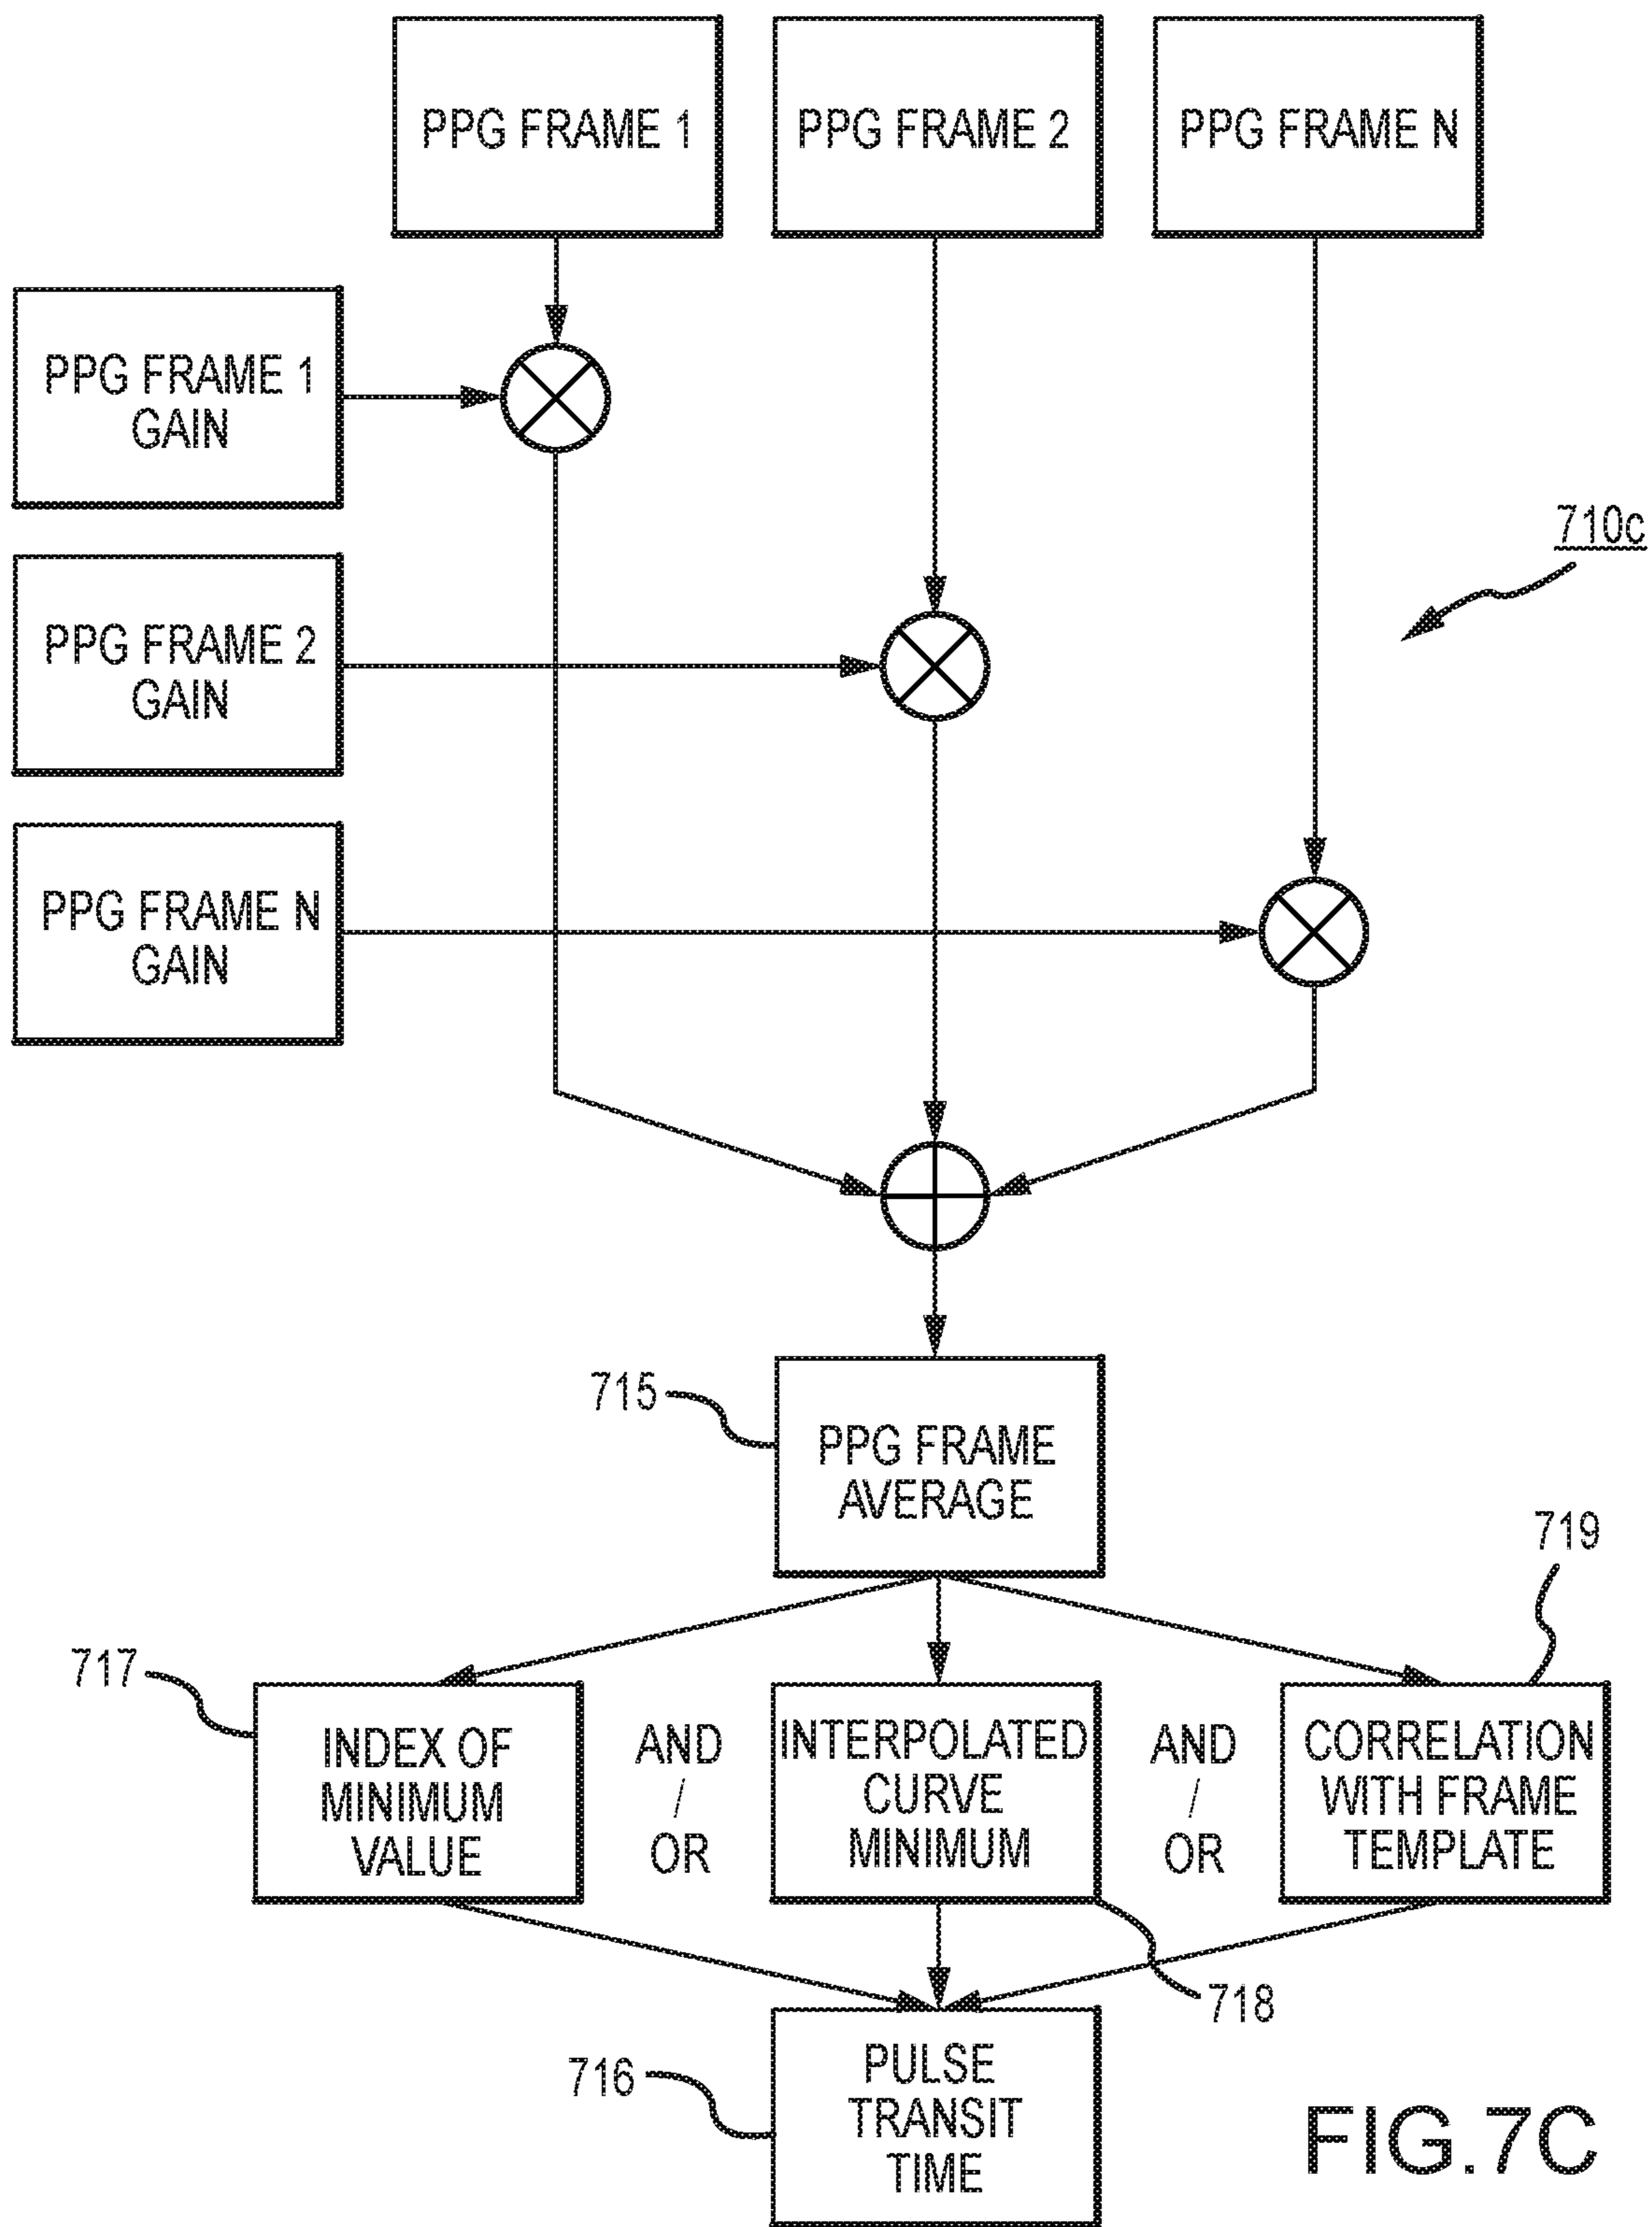 PPG FRAME 1
PPG FRAME 2
PPG FRAME N
PPG FRAME 1
GAIN
710c
PPG FRAME 2
GAIN
PPG FRAME N
GAIN
715
PPG FRAME
AVERAGE
719
717
INDEX OF
MINIMUM
VALUE
AND
/
OR
INTERPOLATED
CURVE
MINIMUM
AND
/
OR
CORRELATION
WITH FRAME
TEMPLATE
718
716
PULSE
TRANSIT
TIME
FIG.7C